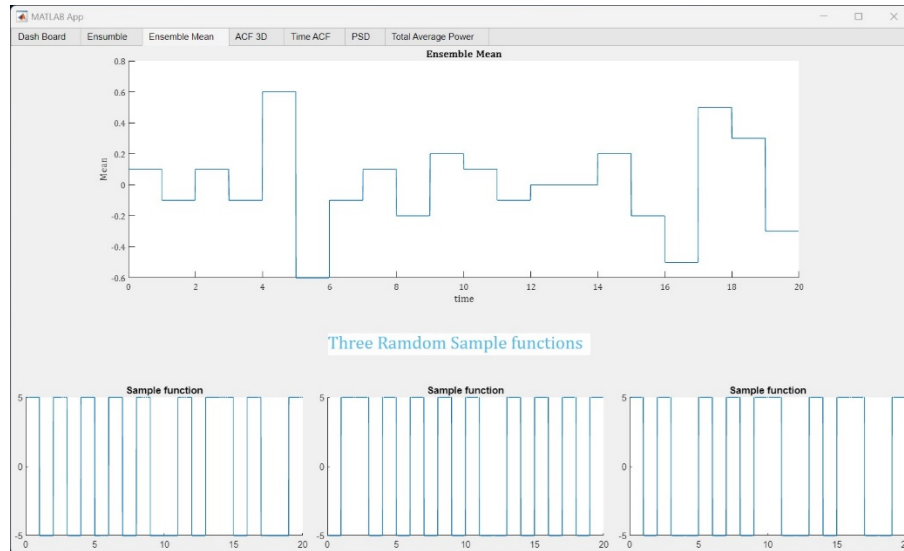 MATLAB App
Dash Board Ensumble Ensemble Mean ACF 3D Time ACF PSD Total Average Power
Ensemble Mean
0.8
0.6
0.4
0.2
0
-0.2
-0.4
-0.6
Mean
0 2 4 6 8 10 12 14 16 18 20
time
Three Ramdom Sample functions
Sample function Sample function Sample function
5 5 5
0 0 0
-5 -5 -5
0 5 10 15 20 0 5 10 15 20 0 5 10 15 20